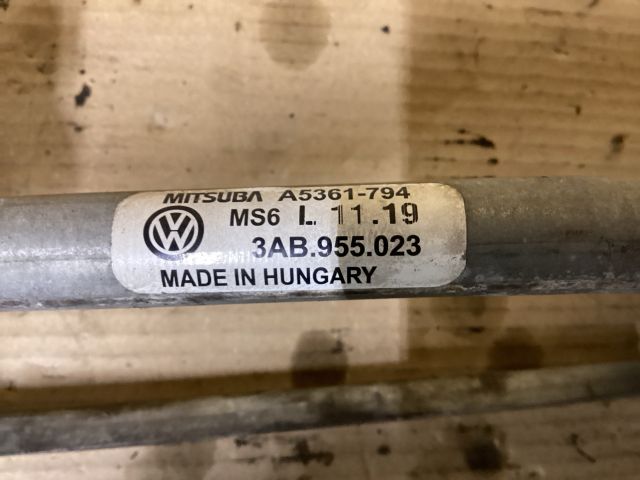 MITSUBA A5361-794
MS6 L 11.19
3AB.955.023
MADE IN HUNGARY